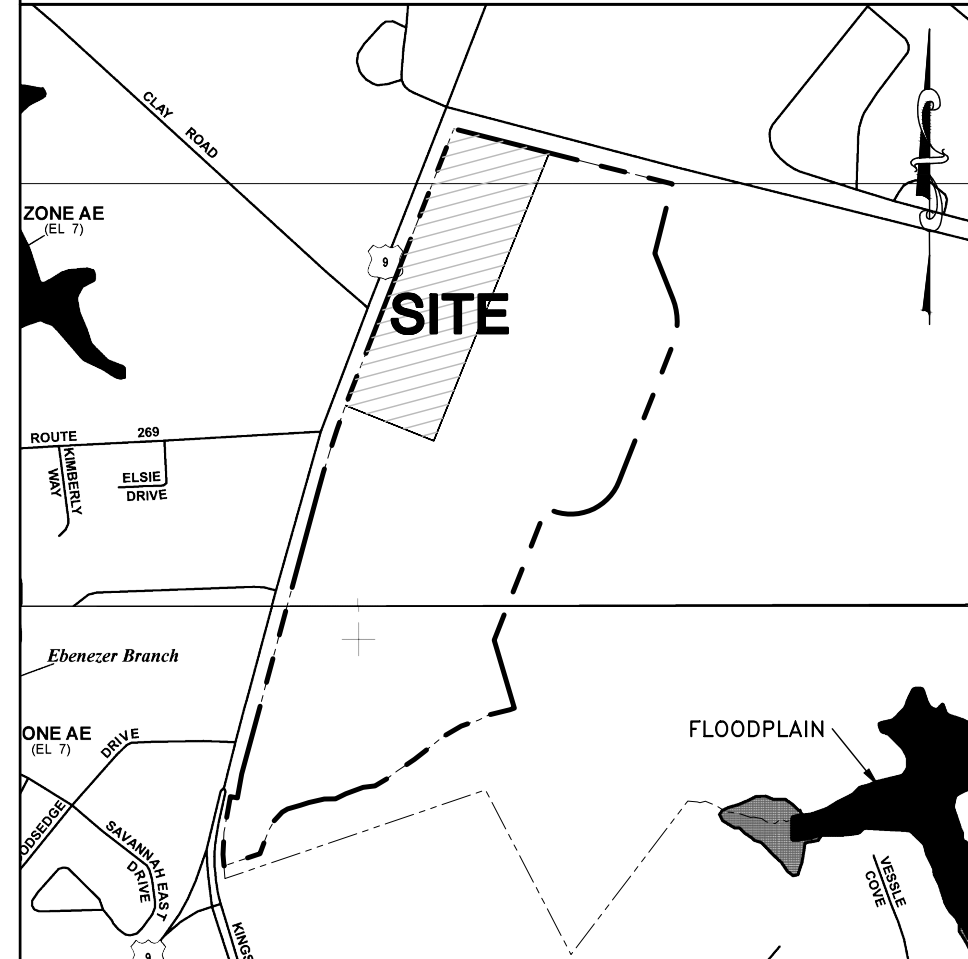 CLAY ROAD
ZONE AE
(EL 7)
9
SITE
ROUTE 269
KIMBERLY
WAY
ELSIE
DRIVE
Ebenezer Branch
ONE AE
(EL 7)
DRIVE
FLOODPLAIN
ODSEDGE
SAVANNAH EAST
DRIVE
VESSLE
COVE
KINGS
9